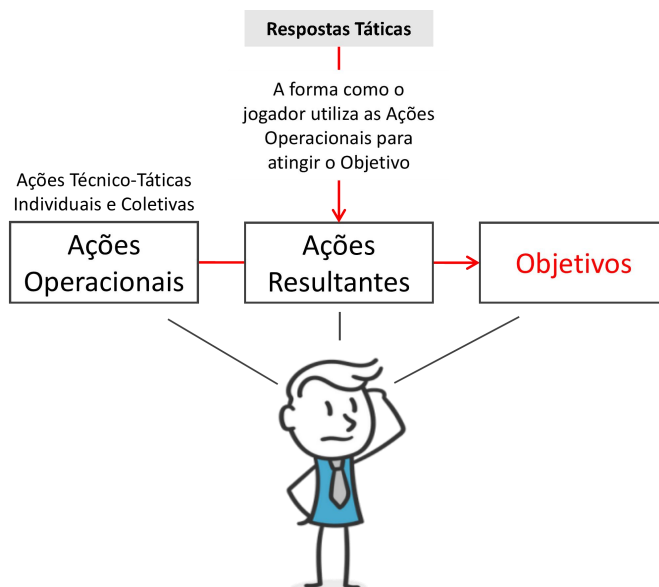 Respostas Táticas
A forma como o
jogador utiliza as Ações
Operacionais para
atingir o Objetivo
Ações Técnico-Táticas
Individuais e Coletivas
Ações
Operacionais
Ações
Resultantes
Objetivos